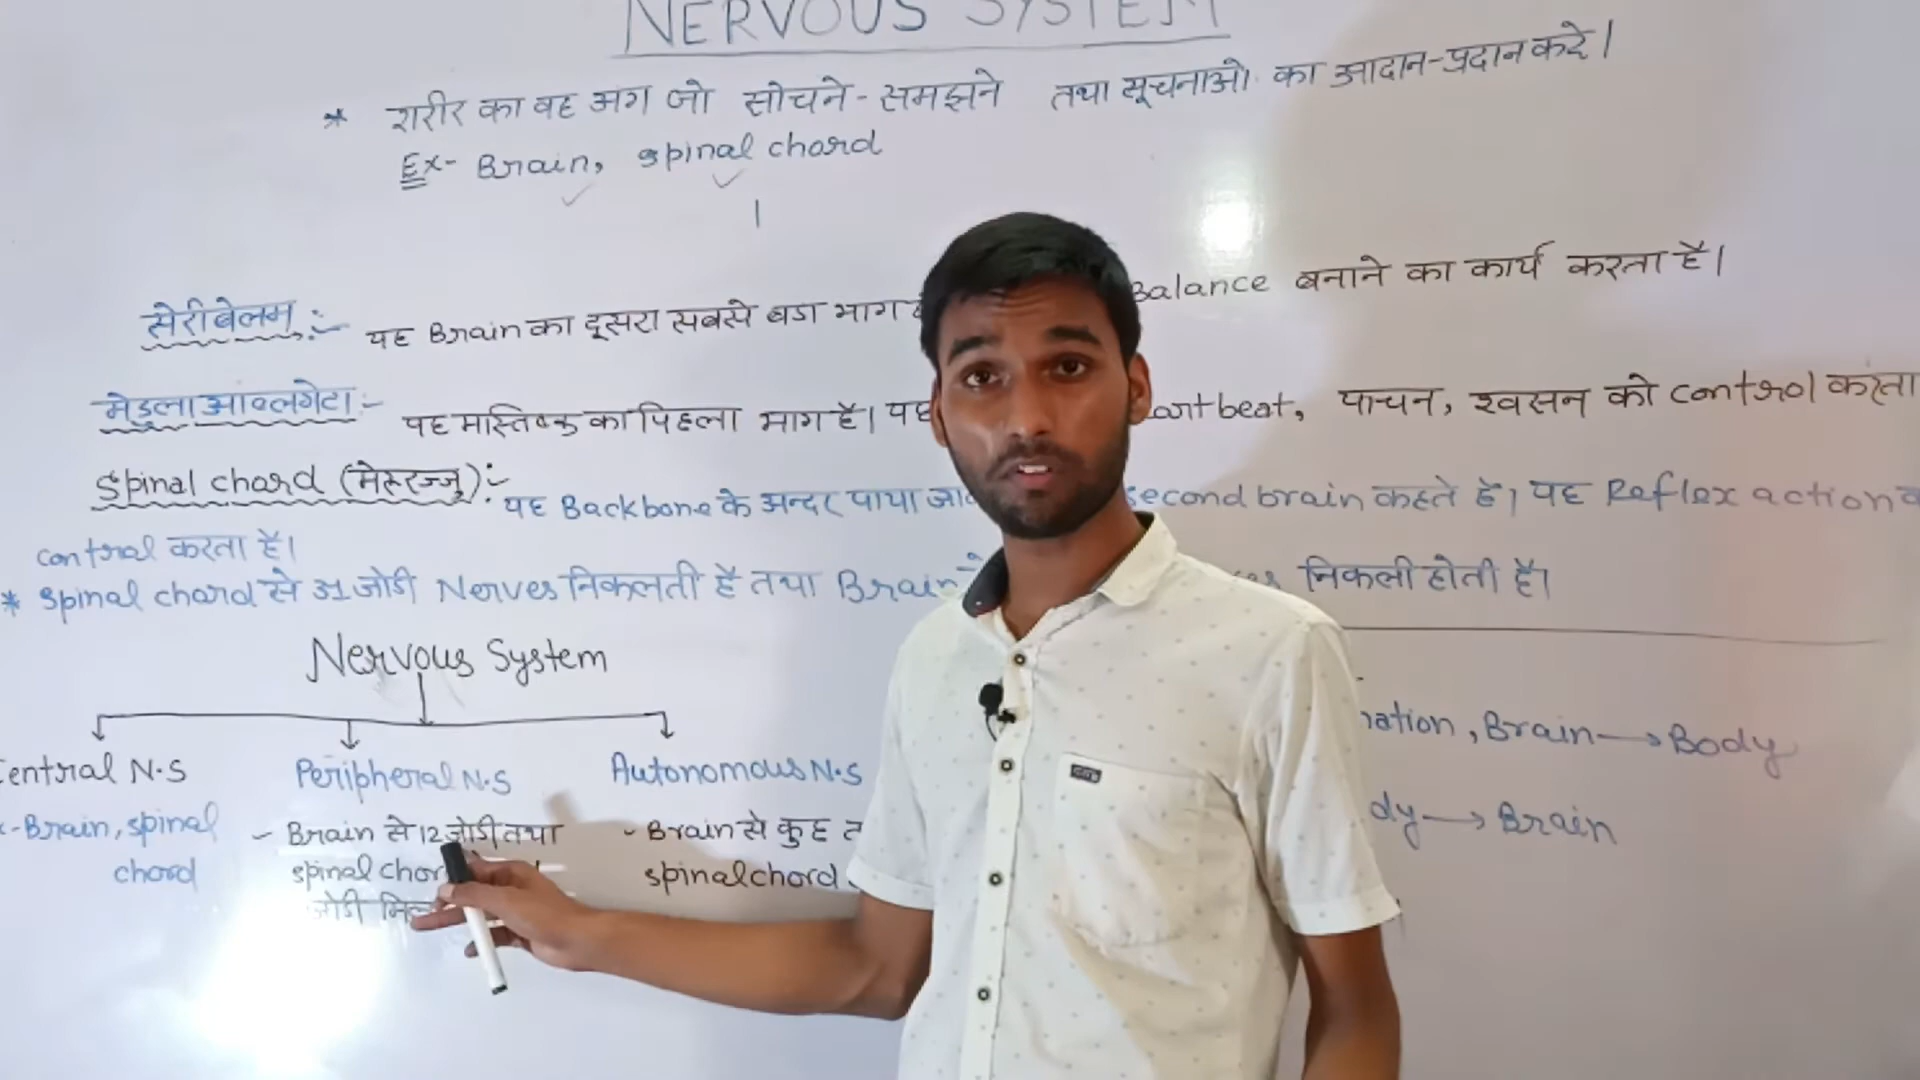 NERVOUS SYSTEM
* शरीर का वह अंग जो सोचने-समझने तथा सूचनाओ का आदान-प्रदान करे।
Ex- Brain, spinal chord
सेरीबेलम :- यह Brain का दूसरा सबसे बडा भाग Balance बनाने का कार्य करता है।
मेडुला आब्लगेटा :- यह मास्तिष्क का पिछला भाग है। यह art beat, पाचन, श्वसन को control करता
Spinal chord (मेरूरज्जु) :- यह Backbone के अन्दर पाया जा second brain कहते है। यह Reflex action
control करता है।
* Spinal chord से 31 जोडी Nerves निकलती है तथा Brain निकली होती है।
Nervous System
entral N.S Peripheral N.S Autonomous N.S
-Brain, spinal chord
- Brain से 12 जोडी तथा
spinal chor
जोडी
- Brain से कुछ त
spinal chord
ation, Brain → Body
dy → Brain